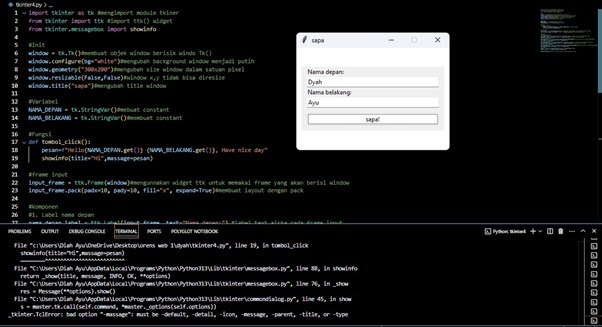 tkinter4.py > ...
1 import tkinter as tk #mengimport module tkiner
2 from tkinter import ttk #import ttk() widget
3 from tkinter.messagebox import showinfo
4
5 #Init
6 window = tk.Tk()#membuat objek window berisik windo Tk()
7 window.configure(bg="white")#mengubah background window menjadi putih
8 window.geometry("300x200")#mengubah size window dalam satuan pixel
9 window.resizable(False,False)#window x,y tidak bisa diresize
10 window.title("sapa")#mengubah title window
11
12 #Variabel
13 NAMA_DEPAN = tk.StringVar()#mebuat constant
14 NAMA_BELAKANG = tk.StringVar()#membuat constant
15
16 #Fungsi
17 def tombol_click():
18 pesan=f"Hello{NAMA_DEPAN.get()} {NAMA_BELAKANG.get()}, Have nice day"
19 showinfo(title="Hi",massage=pesan)
20
21 #frame input
22 input_frame = ttk.Frame(window)#mengunnakan widget ttk untuk memakai frame yang akan berisi window
23 input_frame.pack(padx=10, pady=10, fill="x", expand=True)#membuat layout dengan pack
24
25 #komponen
26 #1. Label nama depan
sapa
Nama depan:
Dyah
Nama belakang:
Ayu
sapa!
PROBLEMS OUTPUT DEBUG CONSOLE TERMINAL PORTS POLYGLOT NOTEBOOK
Python: tkinter4
File "c:\Users\Diah Ayu\OneDrive\Desktop\orens web 1\dyah\tkinter4.py", line 19, in tombol_click
showinfo(title="Hi",massage=pesan)
File "C:\Users\Diah Ayu\AppData\Local\Programs\Python\Python313\Lib\tkinter\messagebox.py", line 88, in showinfo
return _show(title, message, INFO, OK, **options)
File "C:\Users\Diah Ayu\AppData\Local\Programs\Python\Python313\Lib\tkinter\messagebox.py", line 76, in _show
res = Message(**options).show()
File "C:\Users\Diah Ayu\AppData\Local\Programs\Python\Python313\Lib\tkinter\commondialog.py", line 45, in show
s = master.tk.call(self.command, *master._options(self.options))
_tkinter.TclError: bad option "-massage": must be -default, -detail, -icon, -message, -parent, -title, or -type